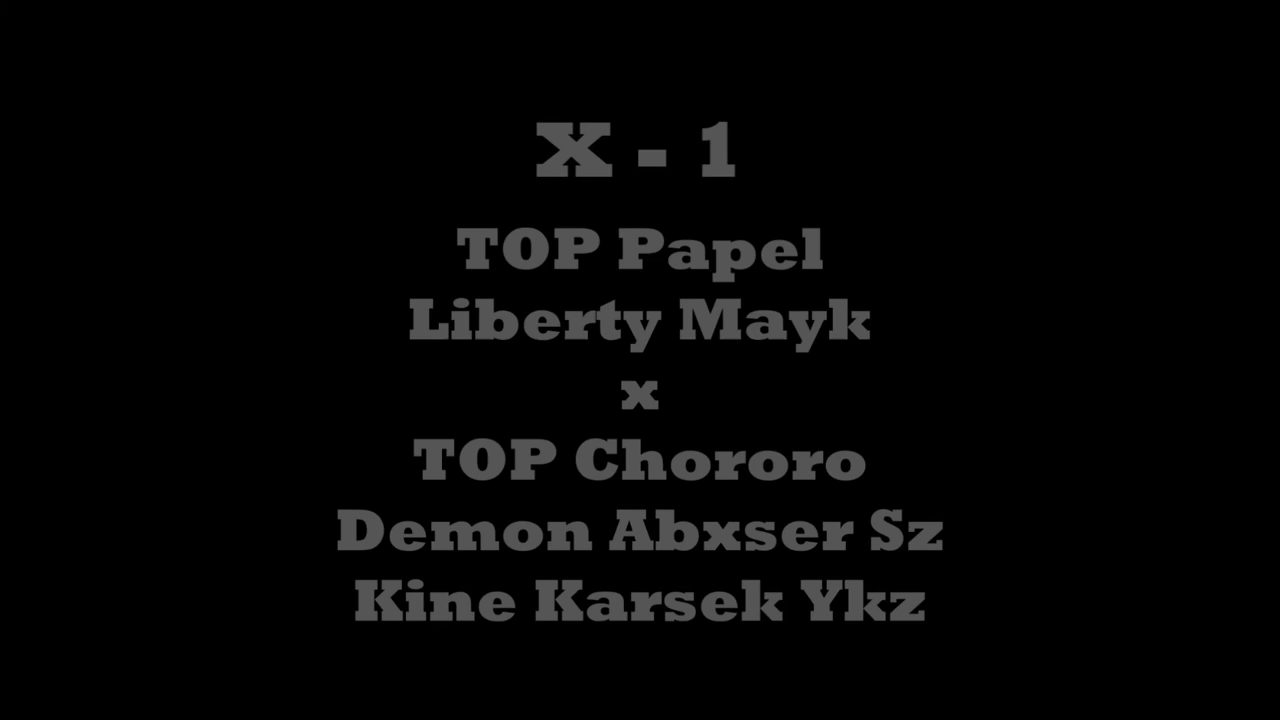 X - 1
TOP Papel
Liberty Mayk
x
TOP Chororo
Demon Abxser Sz
Kine Karsek Ykz